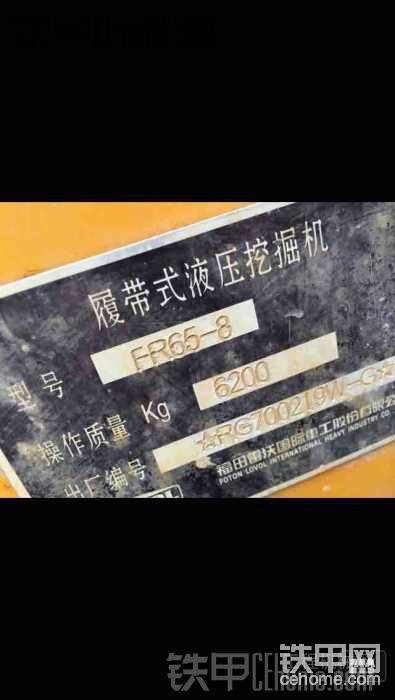 履带式液压挖掘机
型号 FR65-8
操作质量 Kg 6200
出厂编号 ☆RG700219W-G☆
福田雷沃国际重工股份有限公司
FOTON LOVOL INTERNATIONAL HEAVY INDUSTRY CO.
铁甲网
cehome.com